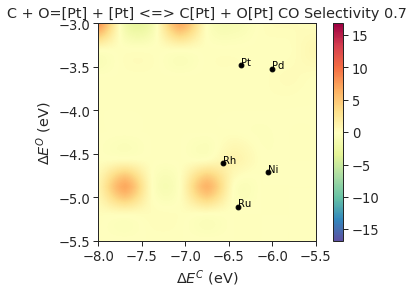 C + O=[Pt] + [Pt] <=> C[Pt] + O[Pt] CO Selectivity 0.7
−3.0
−3.5
−4.0
−4.5
−5.0
−5.5
ΔE^O (eV)
Pt
Pd
Rh
Ni
Ru
−8.0 −7.5 −7.0 −6.5 −6.0 −5.5
ΔE^C (eV)
15
10
5
0
−5
−10
−15